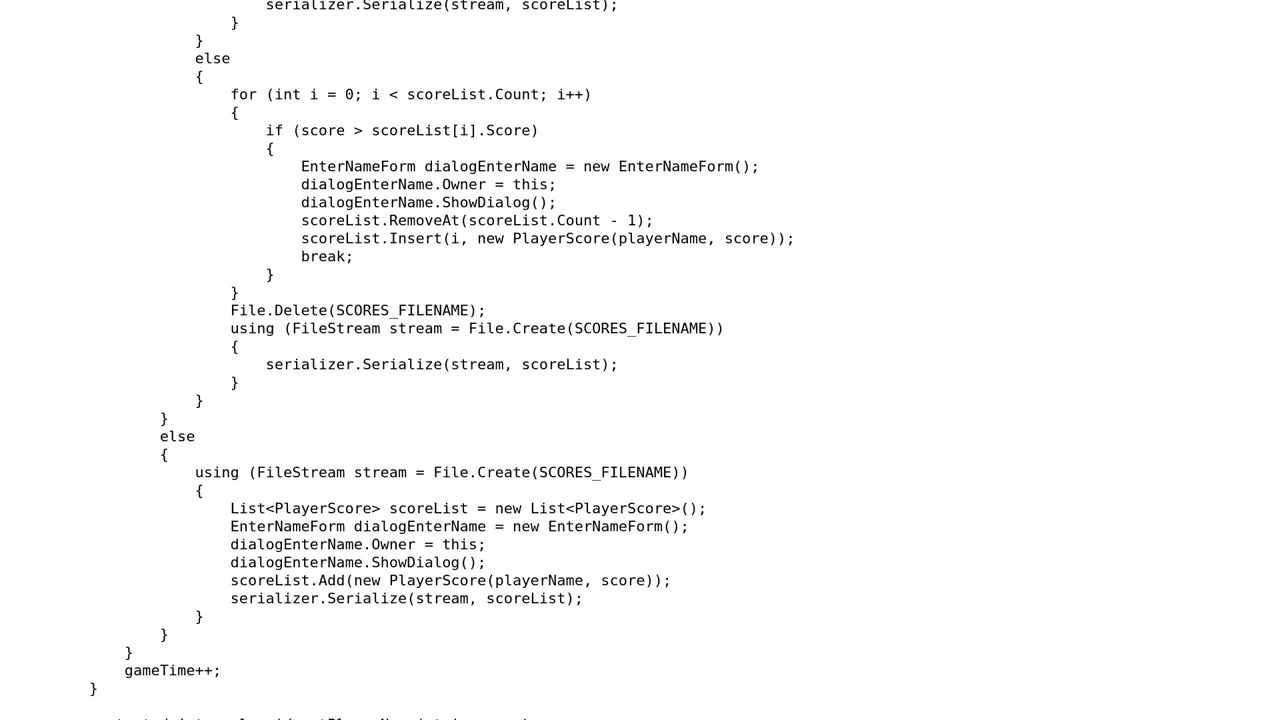 serializer.Serialize(stream, scoreList);
}
}
else
{
for (int i = 0; i < scoreList.Count; i++)
{
if (score > scoreList[i].Score)
{
EnterNameForm dialogEnterName = new EnterNameForm();
dialogEnterName.Owner = this;
dialogEnterName.ShowDialog();
scoreList.RemoveAt(scoreList.Count - 1);
scoreList.Insert(i, new PlayerScore(playerName, score));
break;
}
}
File.Delete(SCORES_FILENAME);
using (FileStream stream = File.Create(SCORES_FILENAME))
{
serializer.Serialize(stream, scoreList);
}
}
}
else
{
using (FileStream stream = File.Create(SCORES_FILENAME))
{
List<PlayerScore> scoreList = new List<PlayerScore>();
EnterNameForm dialogEnterName = new EnterNameForm();
dialogEnterName.Owner = this;
dialogEnterName.ShowDialog();
scoreList.Add(new PlayerScore(playerName, score));
serializer.Serialize(stream, scoreList);
}
}
}
gameTime++;
}